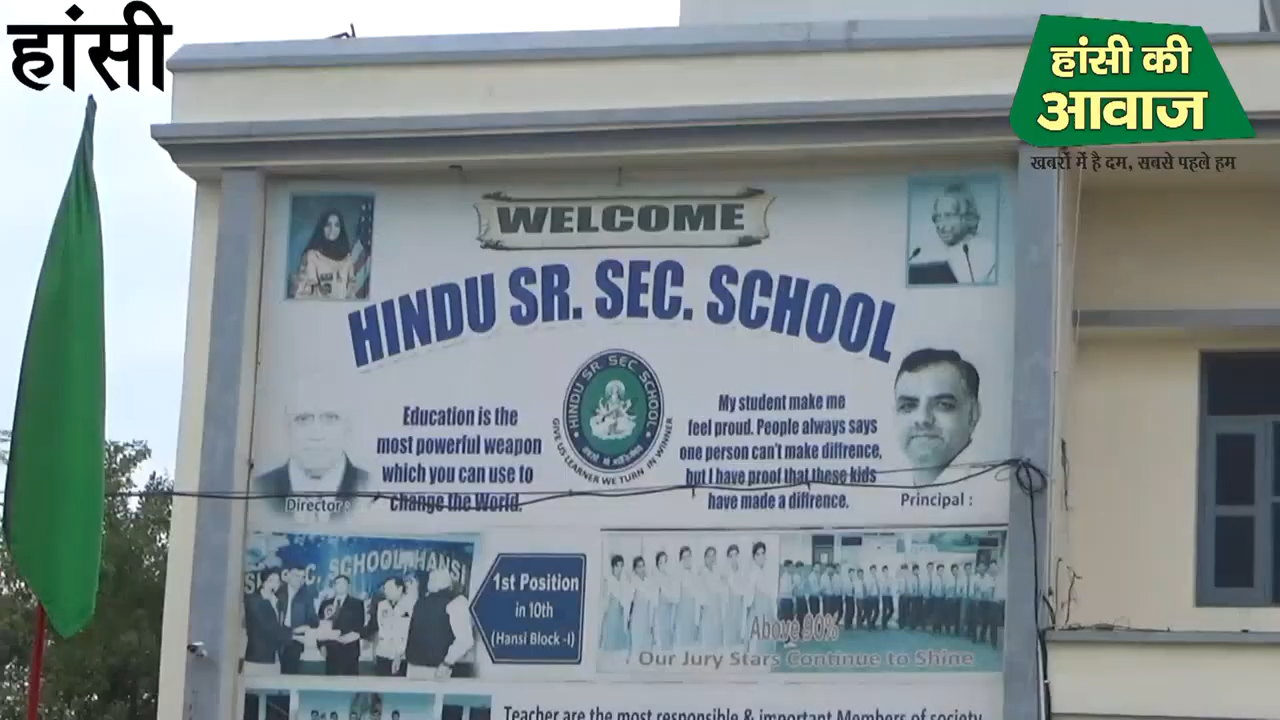 हांसी
हांसी की
आवाज
खबरों में है दम, सबसे पहले हम
WELCOME
HINDU SR. SEC. SCHOOL
HINDU SR SEC SCHOOL
GIVE US LEARNER WE TURN IN WINNER
Education is the
most powerful weapon
which you can use to
change the World.
My student make me
feel proud. People always says
one person can't make diffrence,
but I have proof that these kids
have made a difrence.
Director :
Principal :
SEC. SCHOOL, HANSI
1st Position
in 10th
(Hansi Block -I)
Above 90%
Our Jury Stars Continue to Shine
Teacher are the most responsible & important Members of society